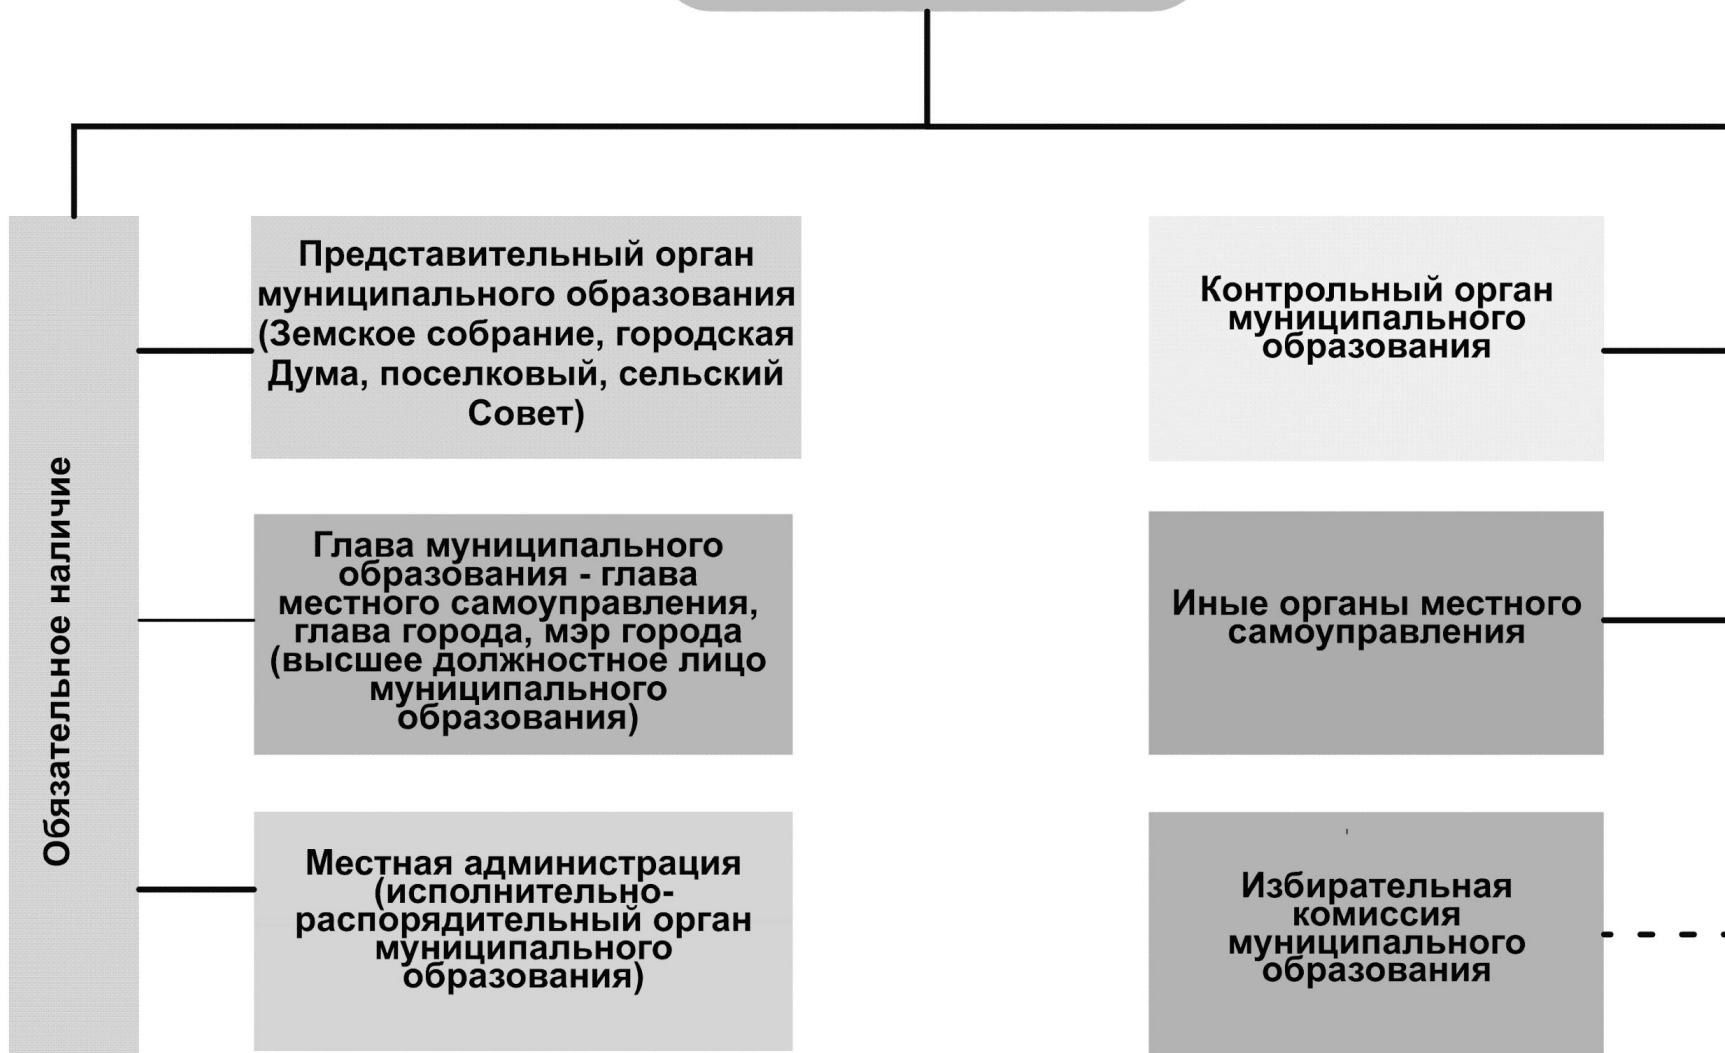 Обязательное наличие
Представительный орган
муниципального образования
(Земское собрание, городская
Дума, поселковый, сельский
Совет)
Глава муниципального
образования - глава
местного самоуправления,
глава города, мэр города
(высшее должностное лицо
муниципального
образования)
Местная администрация
(исполнительно-
распорядительный орган
муниципального
образования)
Контрольный орган
муниципального
образования
Иные органы местного
самоуправления
Избирательная
комиссия
муниципального
образования